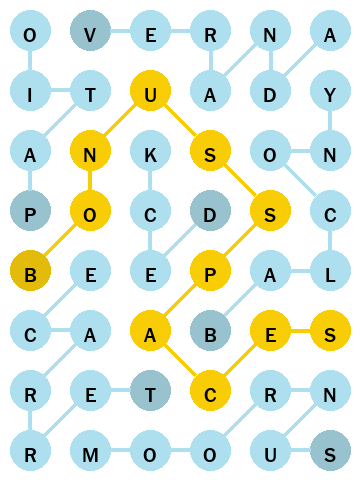 O V E R N A
I T U A D Y
A N K S O N
P O C D S C
B E E P A L
C A A B E S
R E T C R N
R M O O U S